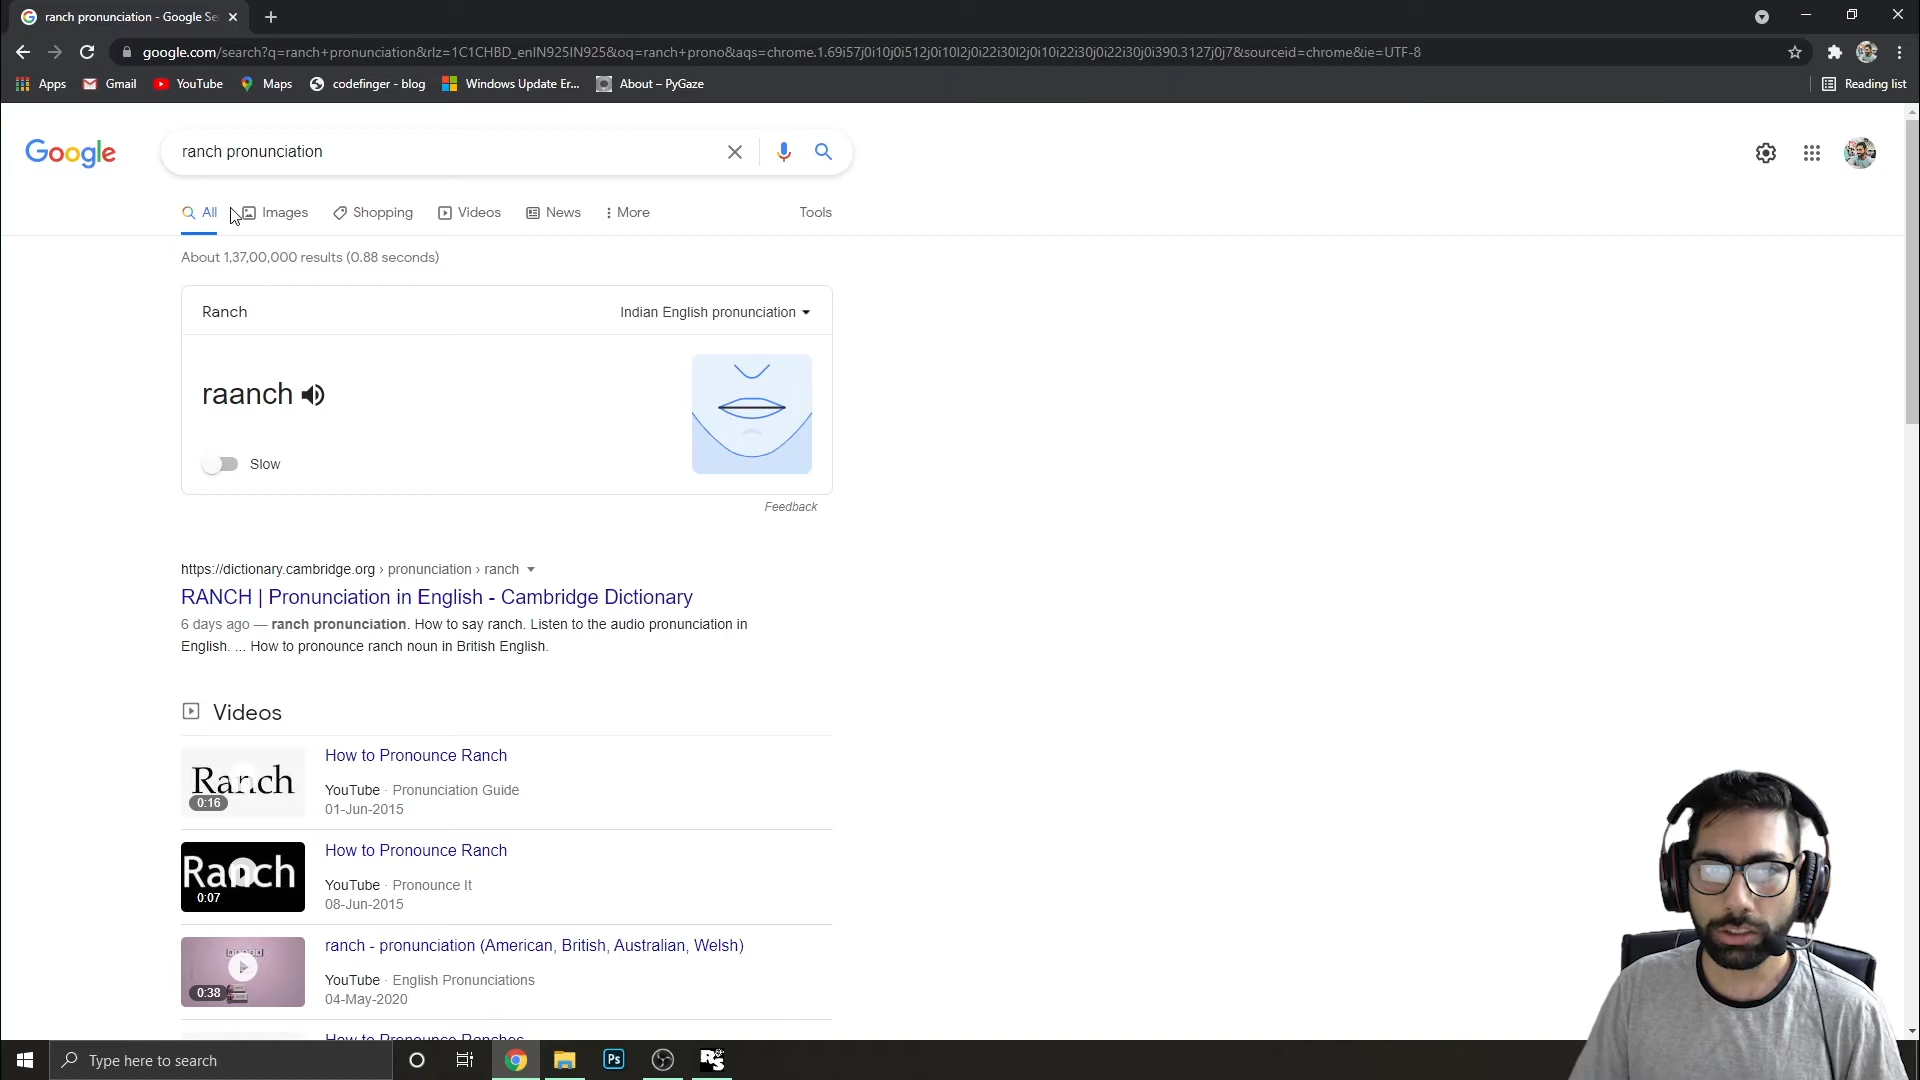 ranch pronunciation - Google Se
google.com/search?q=ranch+pronunciation&rlz=1C1CHBD_enIN925IN925&oq=ranch+prono&aqs=chrome.1.69i57j0i10j0i512j0i10l2j0i22i30l2j0i10i22i30j0i22i30j0i390.3127j0j7&sourceid=chrome&ie=UTF-8
Apps Gmail YouTube Maps codefinger - blog Windows Update Er... About – PyGaze Reading list
Google ranch pronunciation
All Images Shopping Videos News More Tools
About 1,37,00,000 results (0.88 seconds)
Ranch Indian English pronunciation
raanch
Slow
Feedback
https://dictionary.cambridge.org › pronunciation › ranch
RANCH | Pronunciation in English - Cambridge Dictionary
6 days ago — ranch pronunciation. How to say ranch. Listen to the audio pronunciation in
English. ... How to pronounce ranch noun in British English.
Videos
Ranch
0:16
How to Pronounce Ranch
YouTube · Pronunciation Guide
01-Jun-2015
Ranch
0:07
How to Pronounce Ranch
YouTube · Pronounce It
08-Jun-2015
0:38
ranch - pronunciation (American, British, Australian, Welsh)
YouTube · English Pronunciations
04-May-2020
How to Pronounce Ranches
Type here to search
Ps